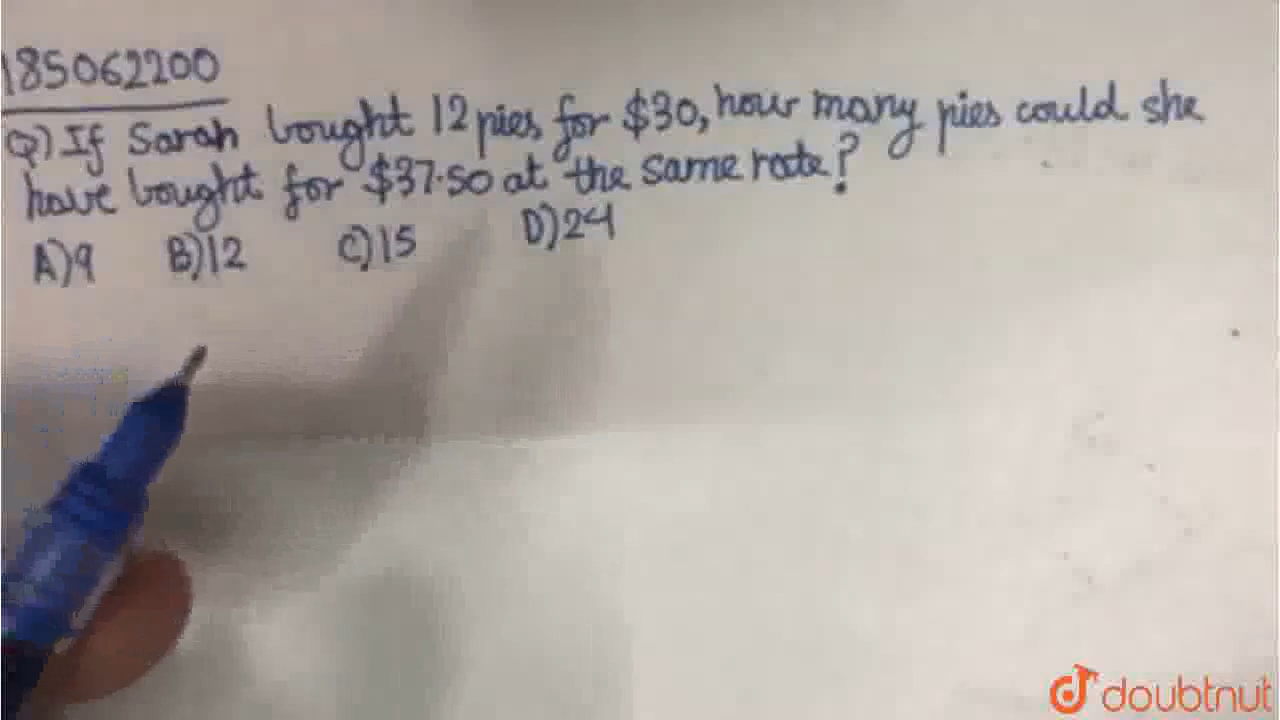 185062200
Q) If Sarah bought 12 pies for $30, how many pies could she
have bought for $37.50 at the same rate?
A) 9 B) 12 C) 15 D) 24
doubtnut